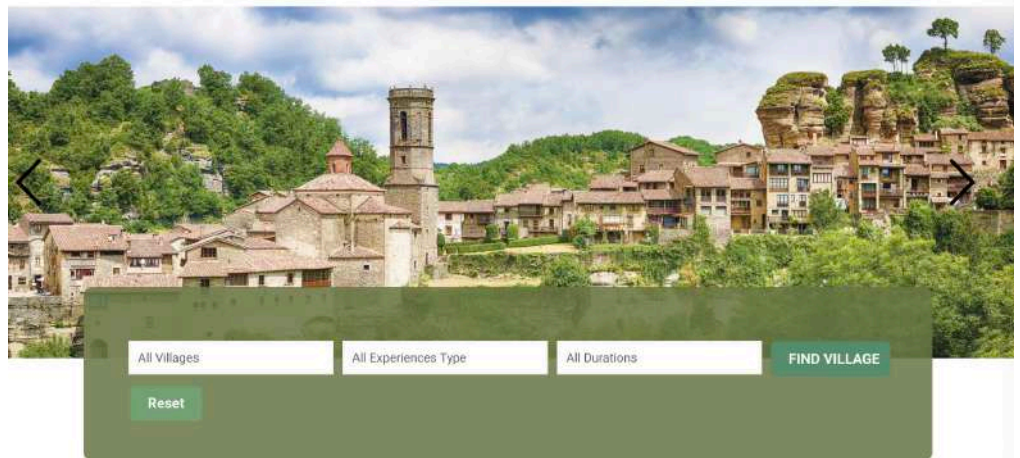 All Villages
All Experiences Type
All Durations
FIND VILLAGE
Reset